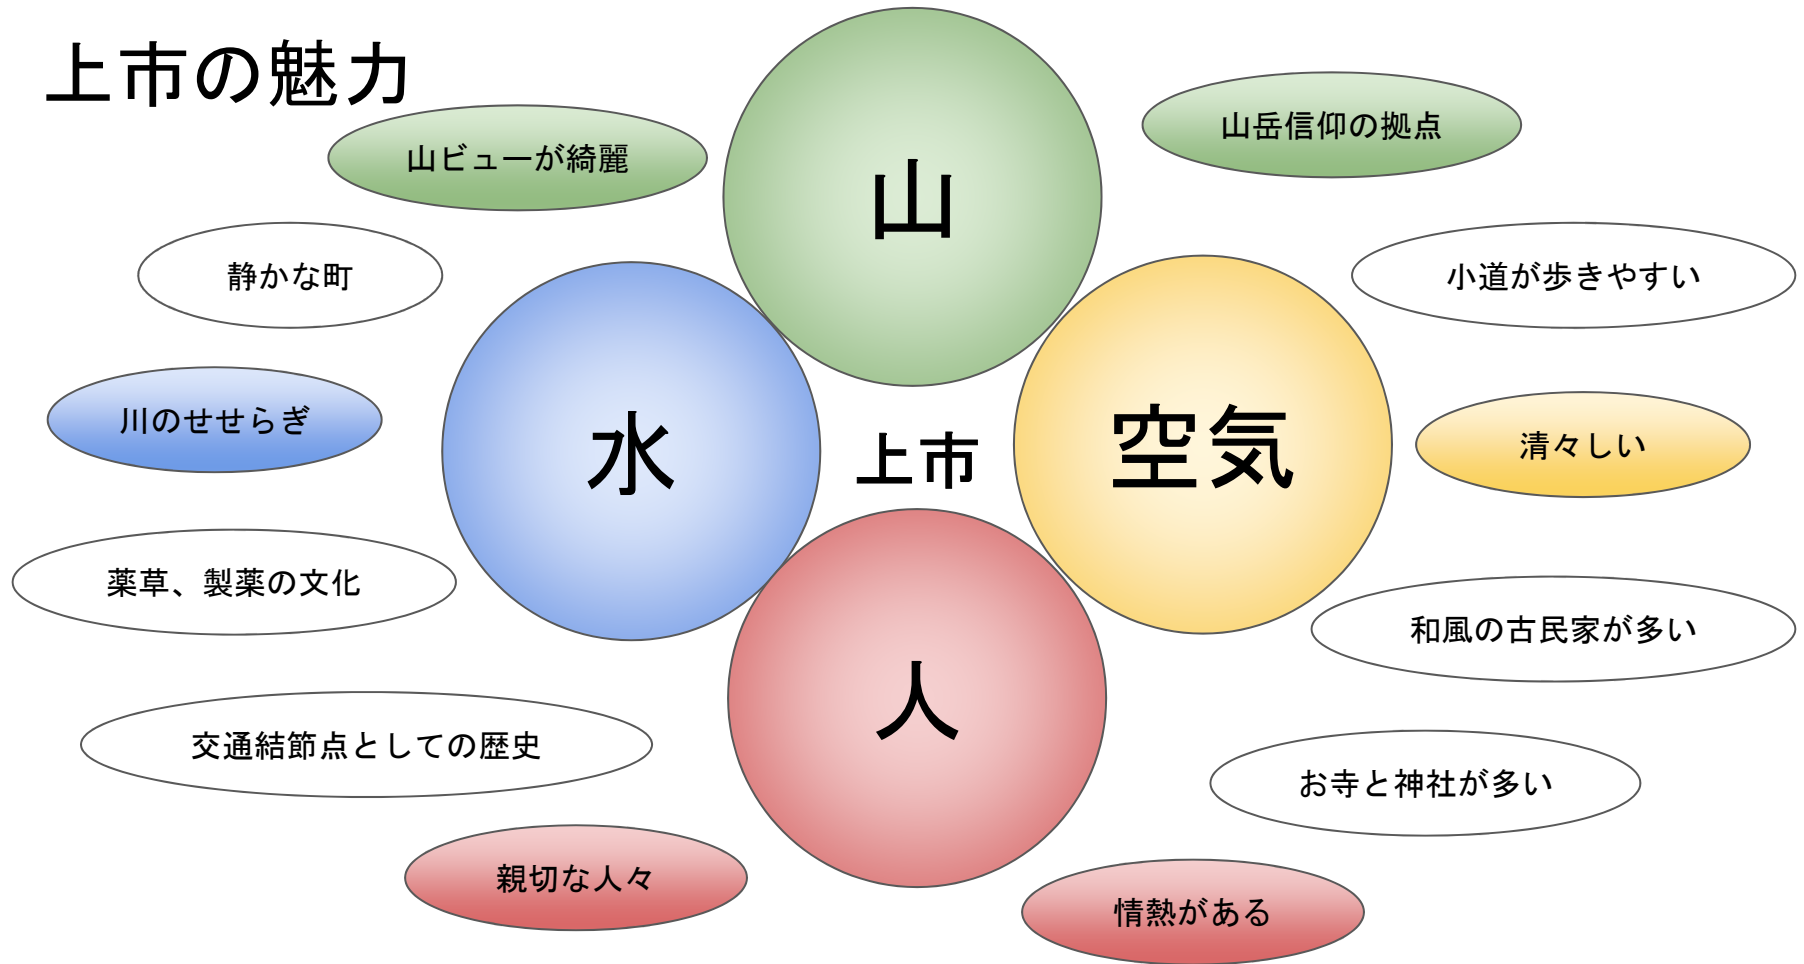 上市の魅力
山
山岳信仰の拠点
山ビューが綺麗
静かな町
小道が歩きやすい
川のせせらぎ
水
上市
空気
清々しい
薬草、製薬の文化
和風の古民家が多い
人
交通結節点としての歴史
お寺と神社が多い
親切な人々
情熱がある